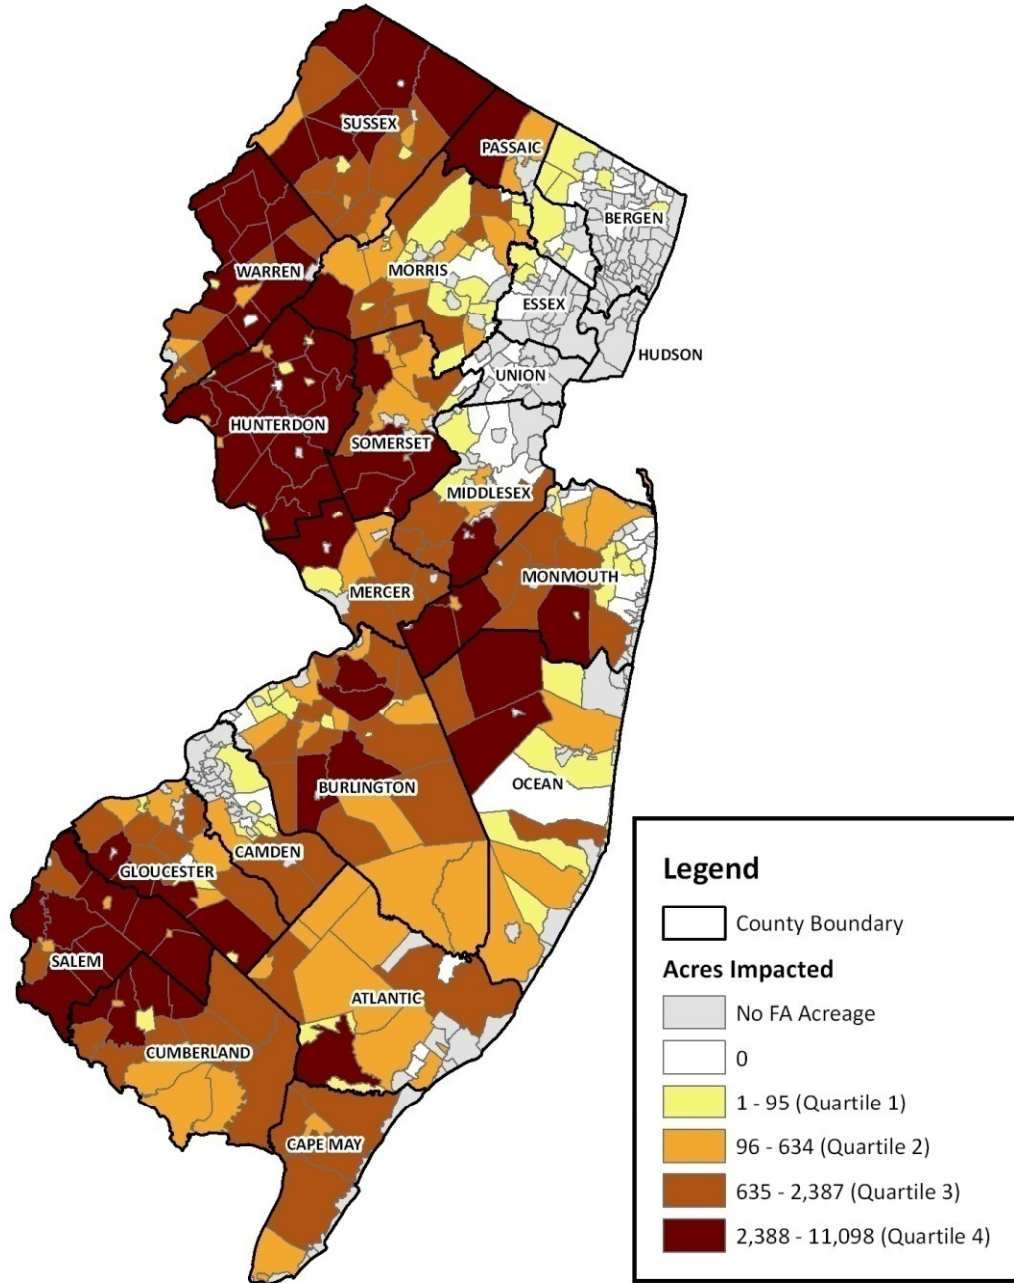 SUSSEX
PASSAIC
BERGEN
WARREN
MORRIS
ESSEX
HUDSON
UNION
HUNTERDON
SOMERSET
MIDDLESEX
MERCER
MONMOUTH
OCEAN
BURLINGTON
CAMDEN
GLOUCESTER
SALEM
ATLANTIC
CUMBERLAND
CAPE MAY
Legend
County Boundary
Acres Impacted
No FA Acreage
0
1 - 95 (Quartile 1)
96 - 634 (Quartile 2)
635 - 2,387 (Quartile 3)
2,388 - 11,098 (Quartile 4)